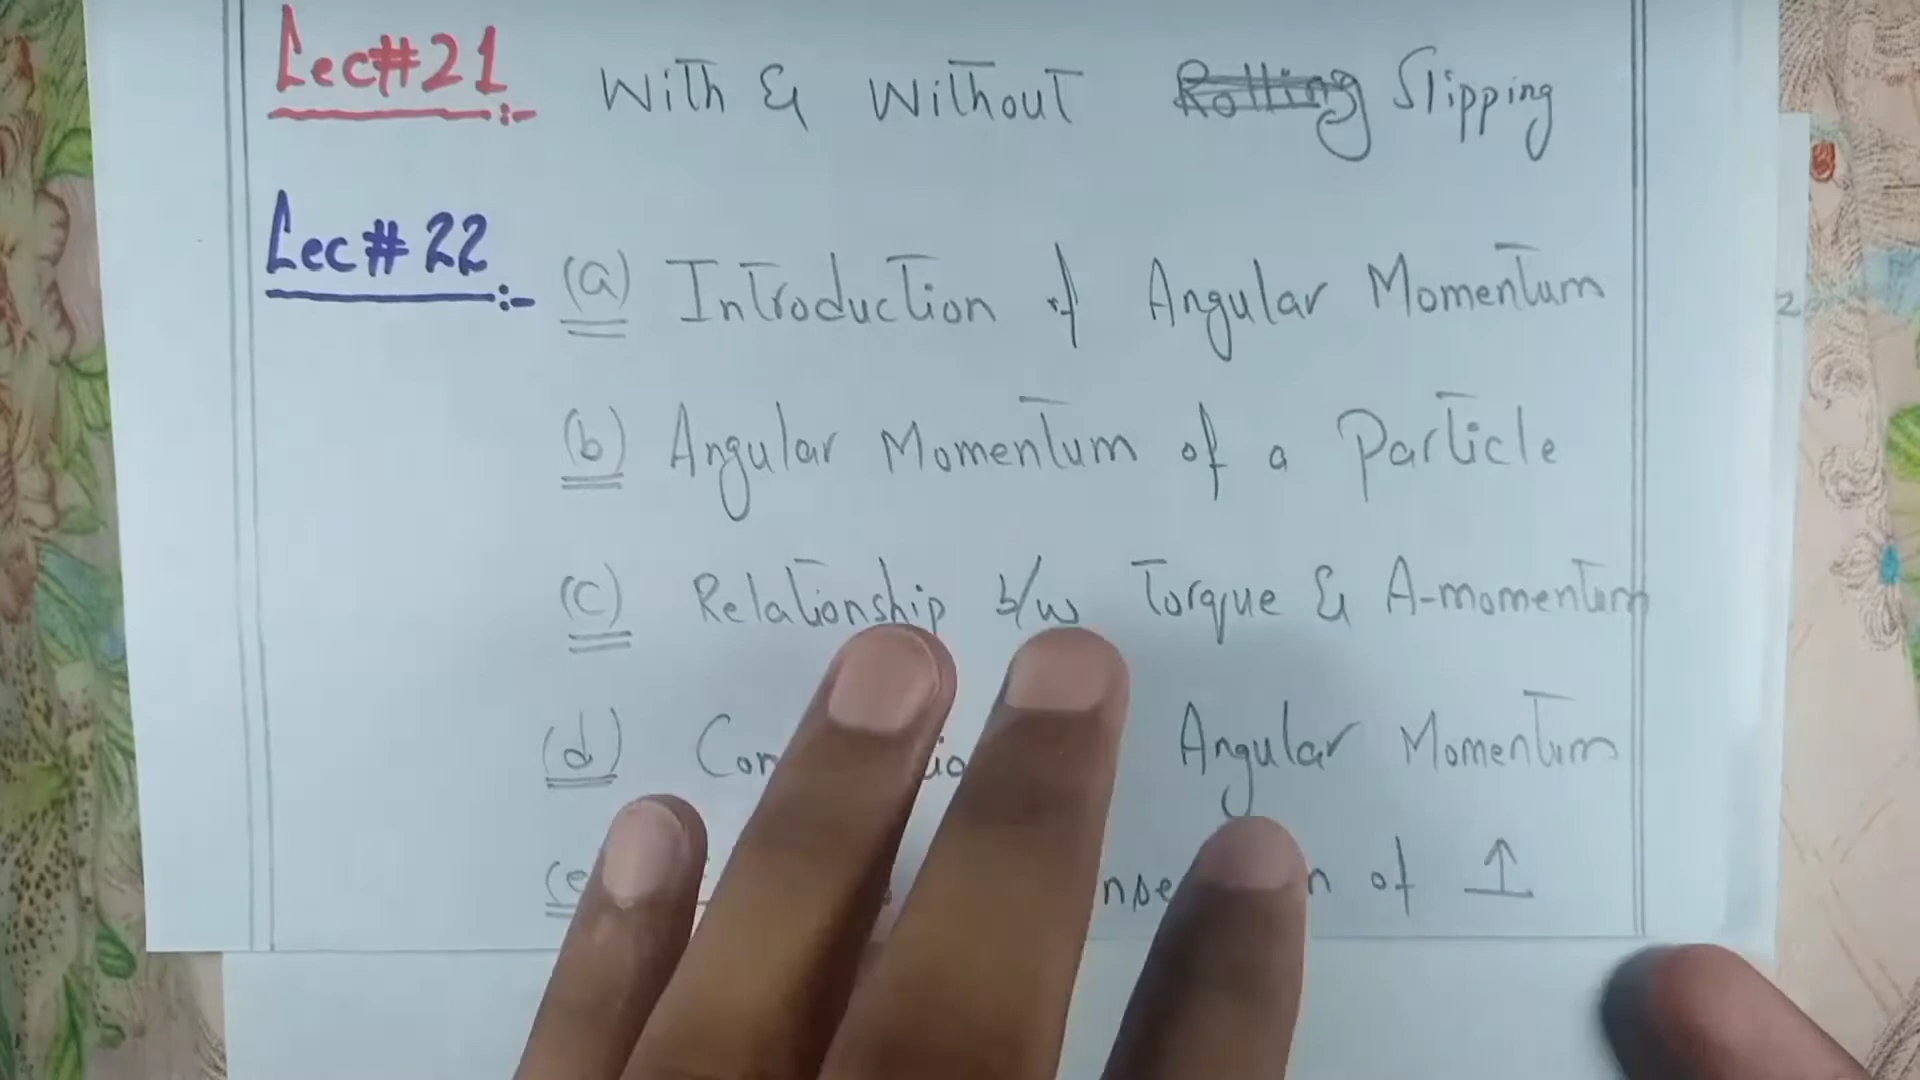 Lec#21 :- With & Without Slipping
Lec#22 :- (a) Introduction of Angular Momentum
(b) Angular Momentum of a Particle
(c) Relationship b/w Torque & A-momentum
(d) Angular Momentum
of ↑